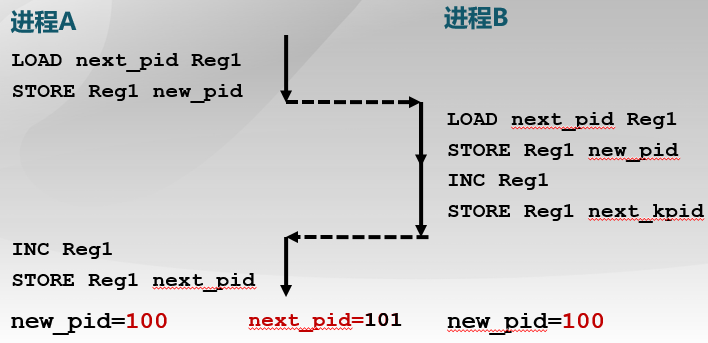 进程A
进程B
LOAD next_pid Reg1
STORE Reg1 new_pid
LOAD next_pid Reg1
STORE Reg1 new_pid
INC Reg1
STORE Reg1 next_kpid
INC Reg1
STORE Reg1 next_pid
new_pid=100
next_pid=101
new_pid=100